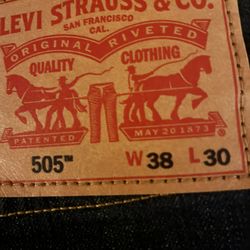 LEVI STRAUSS & CO.
SAN FRANCISCO
CAL.
ORIGINAL RIVETED
QUALITY CLOTHING
PATENTED MAY 20 1873
505™ W 38 L 30